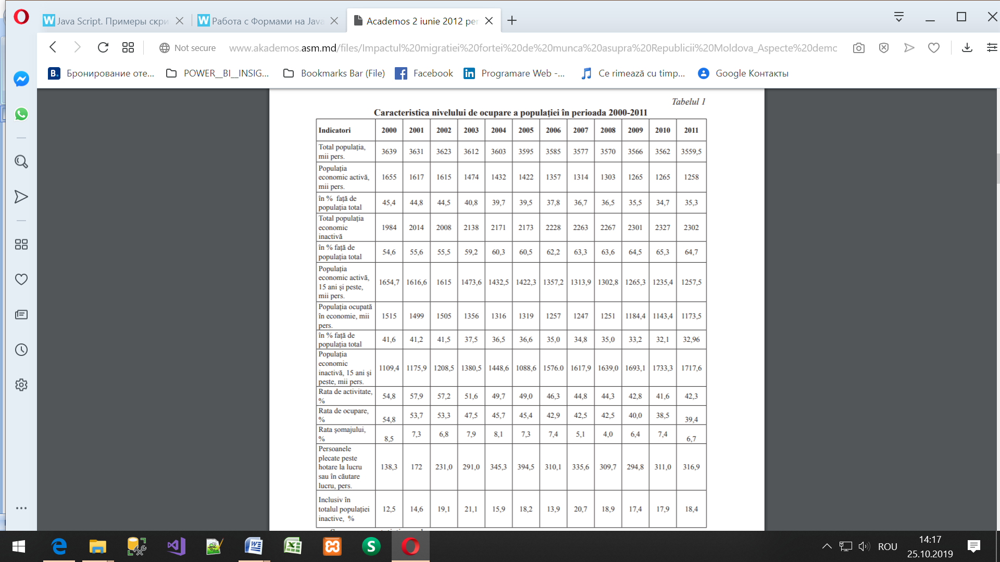 Java Script. Примеры скри
Работа с Формами на Java
Academos 2 iunie 2012 per
Not secure
www.akademos.asm.md/files/Impactul%20migratiei%20fortei%20de%20munca%20asupra%20Republicii%20Moldova_Aspecte%20demc
B. Бронирование оте...
POWER__BI__INSIG...
Bookmarks Bar (File)
Facebook
Programare Web -...
Ce rimează cu timp...
Google Контакты
Tabelul 1
Caracteristica nivelului de ocupare a populației în perioada 2000-2011
Indicatori 2000 2001 2002 2003 2004 2005 2006 2007 2008 2009 2010 2011
Total populația,
mii pers.
3639 3631 3623 3612 3603 3595 3585 3577 3570 3566 3562 3559,5
Populația
economic activă,
mii pers.
1655 1617 1615 1474 1432 1422 1357 1314 1303 1265 1265 1258
în % față de
populația total
45,4 44,8 44,5 40,8 39,7 39,5 37,8 36,7 36,5 35,5 34,7 35,3
Total populația
economic
inactivă
1984 2014 2008 2138 2171 2173 2228 2263 2267 2301 2327 2302
în % față de
populația total
54,6 55,6 55,5 59,2 60,3 60,5 62,2 63,3 63,6 64,5 65,3 64,7
Populația
economic activă,
15 ani și peste,
mii pers.
1654,7 1616,6 1615 1473,6 1432,5 1422,3 1357,2 1313,9 1302,8 1265,3 1235,4 1257,5
Populația ocupată
în economie, mii
pers.
1515 1499 1505 1356 1316 1319 1257 1247 1251 1184,4 1143,4 1173,5
în % față de
populația total
41,6 41,2 41,5 37,5 36,5 36,6 35,0 34,8 35,0 33,2 32,1 32,96
Populația
economic
inactivă, 15 ani și
peste, mii pers.
1109,4 1175,9 1208,5 1380,5 1448,6 1088,6 1576.0 1617,9 1639,0 1693,1 1733,3 1717,6
Rata de activitate,
%
54,8 57,9 57,2 51,6 49,7 49,0 46,3 44,8 44,3 42,8 41,6 42,3
Rata de ocupare,
%
54,8 53,7 53,3 47,5 45,7 45,4 42,9 42,5 42,5 40,0 38,5 39,4
Rata șomajului,
%
8,5 7,3 6,8 7,9 8,1 7,3 7,4 5,1 4,0 6,4 7,4 6,7
Persoanele
plecate peste
hotare la lucru
sau în căutare
lucru, pers.
138,3 172 231,0 291,0 345,3 394,5 310,1 335,6 309,7 294,8 311,0 316,9
Inclusiv în
totalul populației
inactive, %
12,5 14,6 19,1 21,1 15,9 18,2 13,9 20,7 18,9 17,4 17,9 18,4
ROU
14:17
25.10.2019